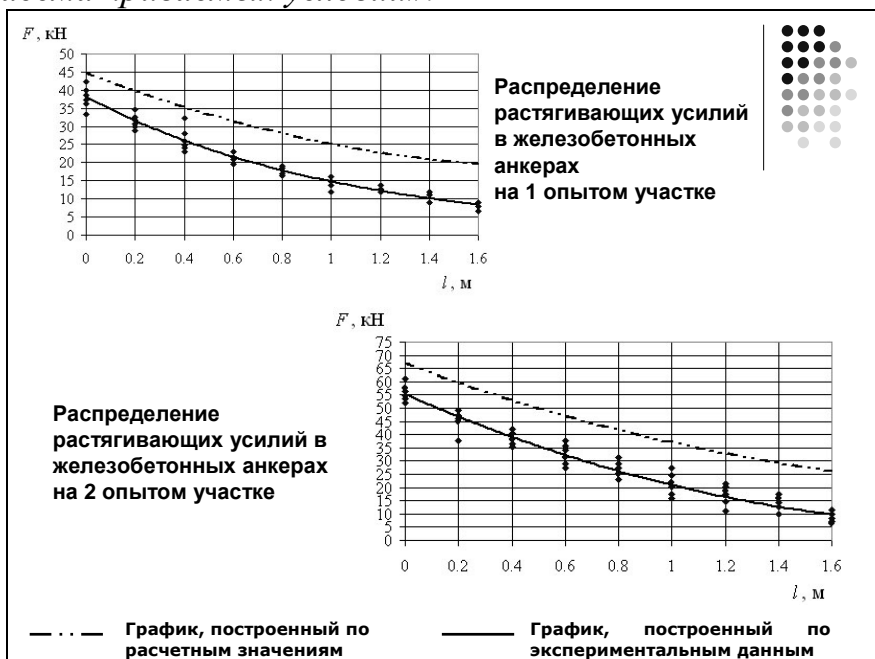 F, кН
50
45
40
35
30
25
20
15
10
5
0
0 0.2 0.4 0.6 0.8 1.0 1.2 1.4 1.6
l, м
Распределение
растягивающих усилий
в железобетонных
анкерах
на 1 опытом участке
F, кН
75
70
65
60
55
50
45
40
35
30
25
20
15
10
5
0
0 0.2 0.4 0.6 0.8 1 1.2 1.4 1.6
l, м
Распределение
растягивающих усилий в
железобетонных анкерах
на 2 опытом участке
График, построенный по
расчетным значениям
График, построенный по
экспериментальным данным